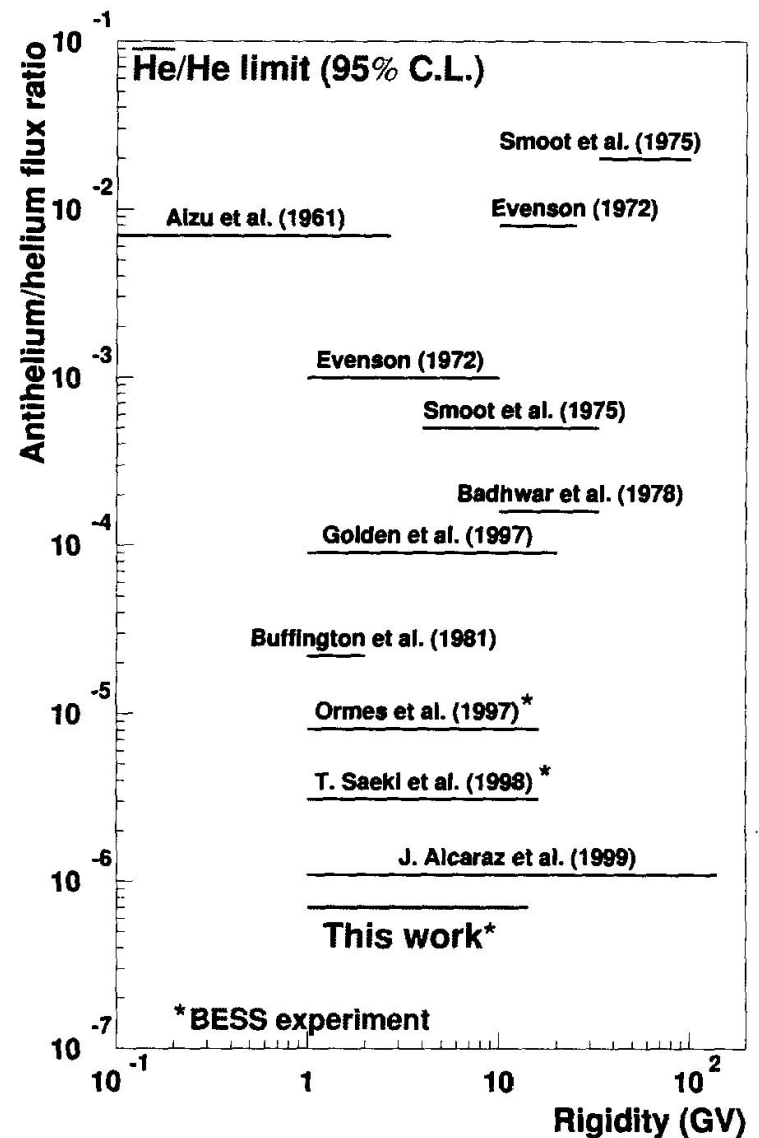 Antihelium/helium flux ratio
10^-1
10^-2
10^-3
10^-4
10^-5
10^-6
10^-7
H̅e̅/He limit (95% C.L.)
Smoot et al. (1975)
Evenson (1972)
Aizu et al. (1961)
Evenson (1972)
Smoot et al. (1975)
Badhwar et al. (1978)
Golden et al. (1997)
Buffington et al. (1981)
Ormes et al. (1997)*
T. Saeki et al. (1998)*
J. Alcaraz et al. (1999)
This work*
*BESS experiment
10^-1 1 10 10^2
Rigidity (GV)